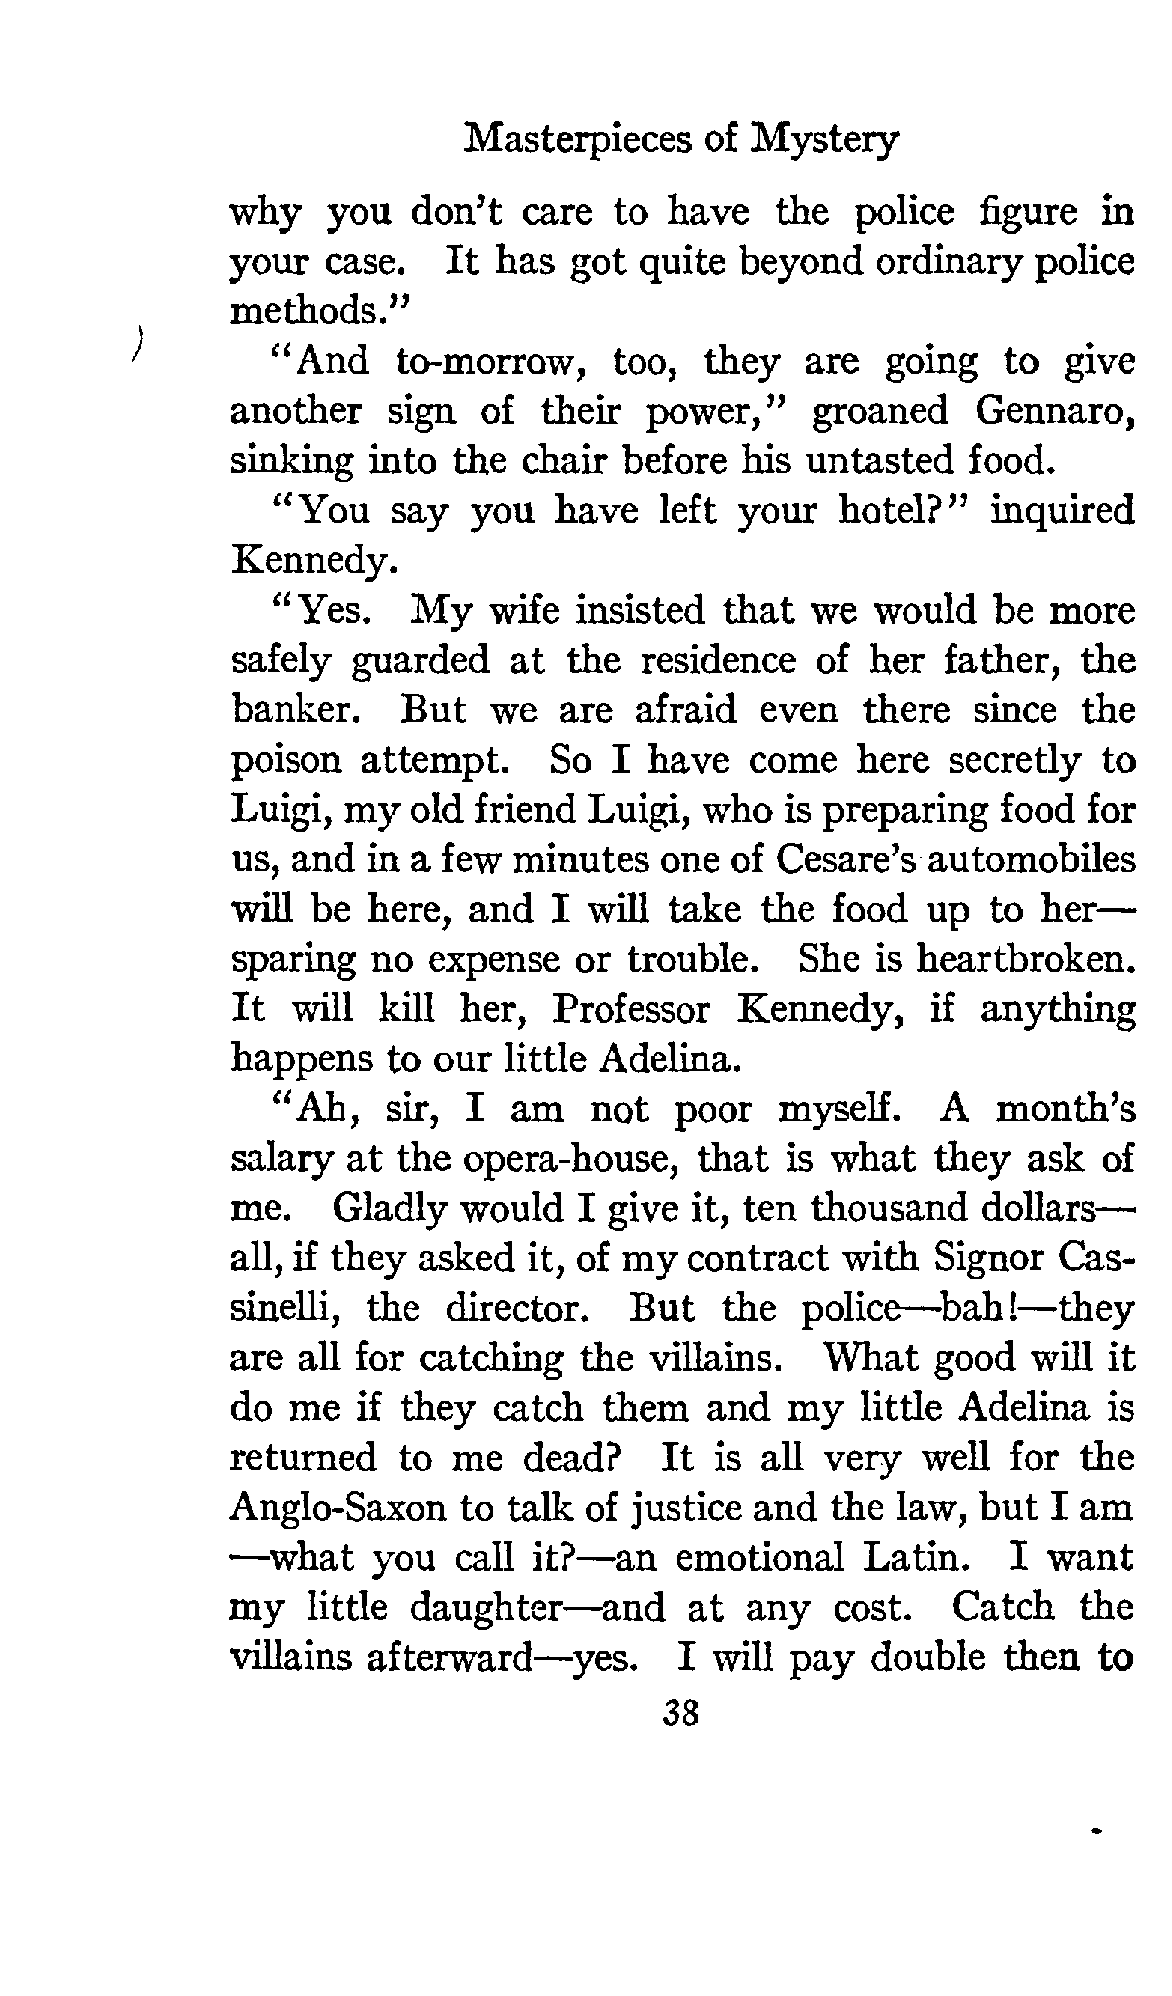 Masterpieces of Mystery
why you don't care to have the police figure in
your case. It has got quite beyond ordinary police
methods."
"And to-morrow, too, they are going to give
another sign of their power," groaned Gennaro,
sinking into the chair before his untasted food.
"You say you have left your hotel?" inquired
Kennedy.
"Yes. My wife insisted that we would be more
safely guarded at the residence of her father, the
banker. But we are afraid even there since the
poison attempt. So I have come here secretly to
Luigi, my old friend Luigi, who is preparing food for
us, and in a few minutes one of Cesare's automobiles
will be here, and I will take the food up to her—
sparing no expense or trouble. She is heartbroken.
It will kill her, Professor Kennedy, if anything
happens to our little Adelina.
"Ah, sir, I am not poor myself. A month's
salary at the opera-house, that is what they ask of
me. Gladly would I give it, ten thousand dollars—
all, if they asked it, of my contract with Signor Cas-
sinelli, the director. But the police—bah!—they
are all for catching the villains. What good will it
do me if they catch them and my little Adelina is
returned to me dead? It is all very well for the
Anglo-Saxon to talk of justice and the law, but I am
—what you call it?—an emotional Latin. I want
my little daughter—and at any cost. Catch the
villains afterward—yes. I will pay double then to
38